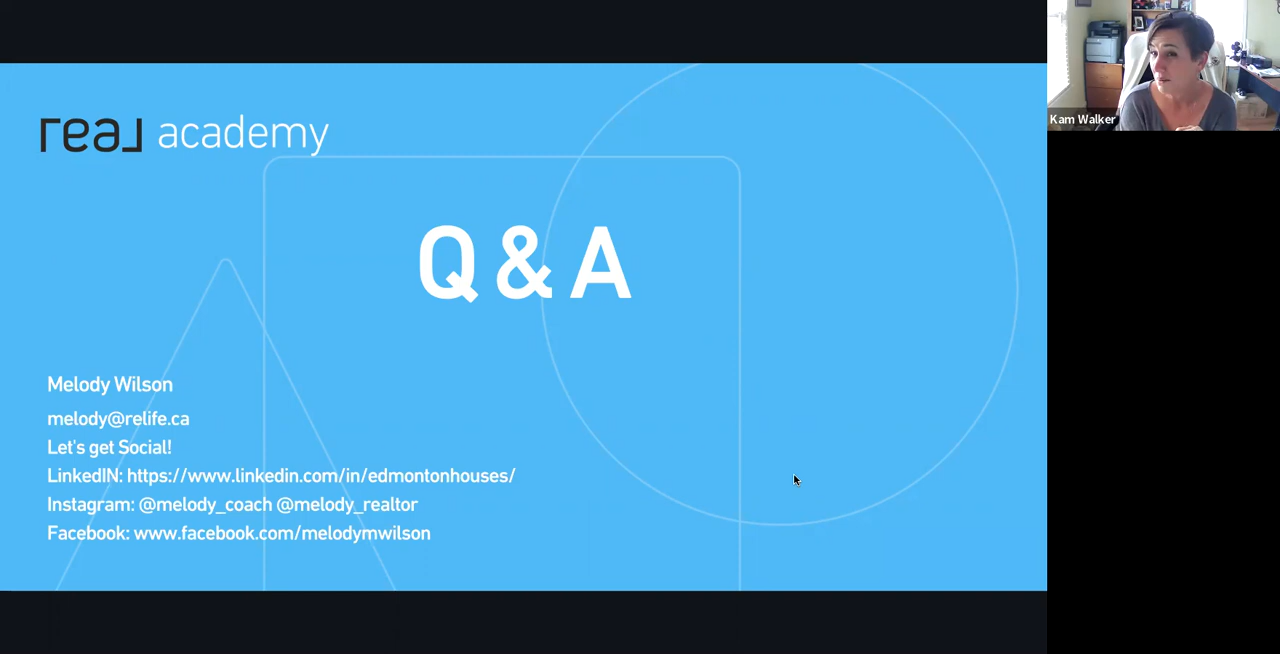 real academy
Q & A
Melody Wilson
melody@relife.ca
Let's get Social!
LinkedIN: https://www.linkedin.com/in/edmontonhouses/
Instagram: @melody_coach @melody_realtor
Facebook: www.facebook.com/melodymwilson
Kam Walker